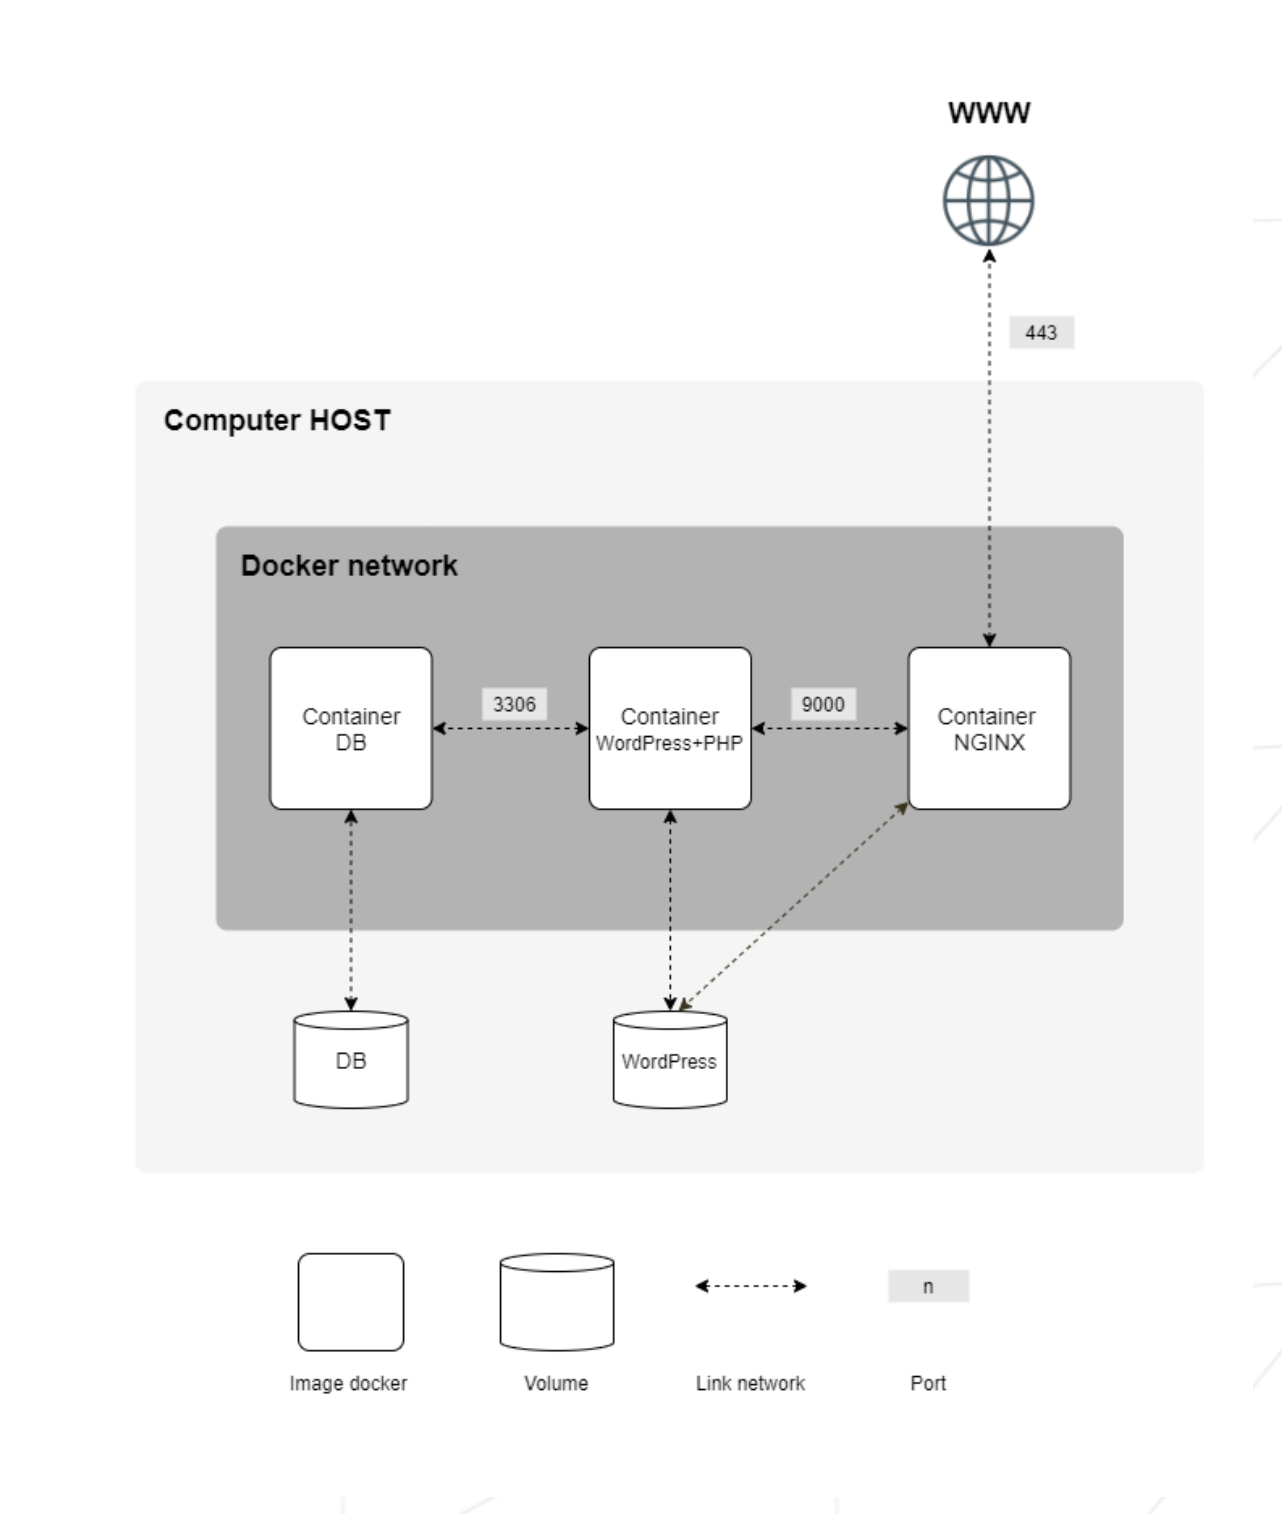 WWW
443
Computer HOST
Docker network
Container
DB
3306
Container
WordPress+PHP
9000
Container
NGINX
DB
WordPress
n
Image docker
Volume
Link network
Port